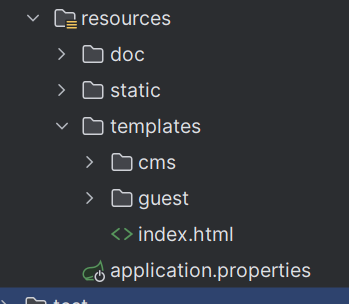 resources
doc
static
templates
cms
guest
index.html
application.properties